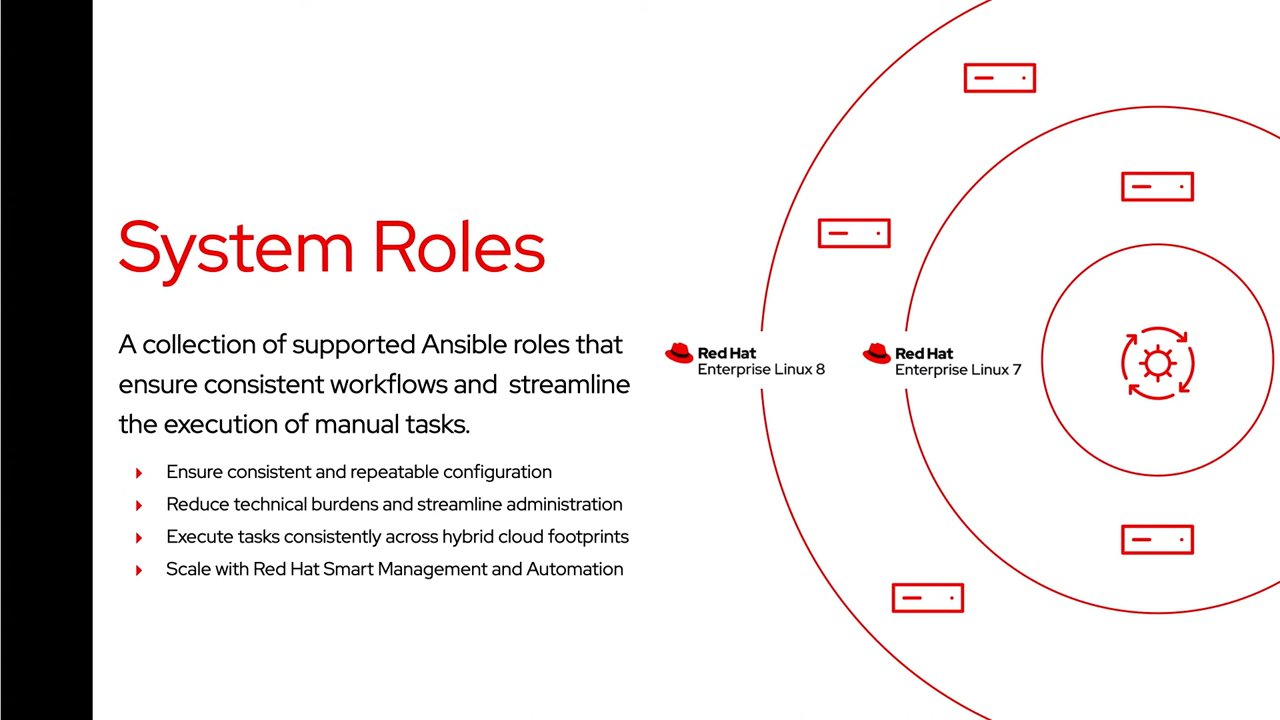 System Roles
A collection of supported Ansible roles that
ensure consistent workflows and streamline
the execution of manual tasks.
Ensure consistent and repeatable configuration
Reduce technical burdens and streamline administration
Execute tasks consistently across hybrid cloud footprints
Scale with Red Hat Smart Management and Automation
Red Hat
Enterprise Linux 8
Red Hat
Enterprise Linux 7